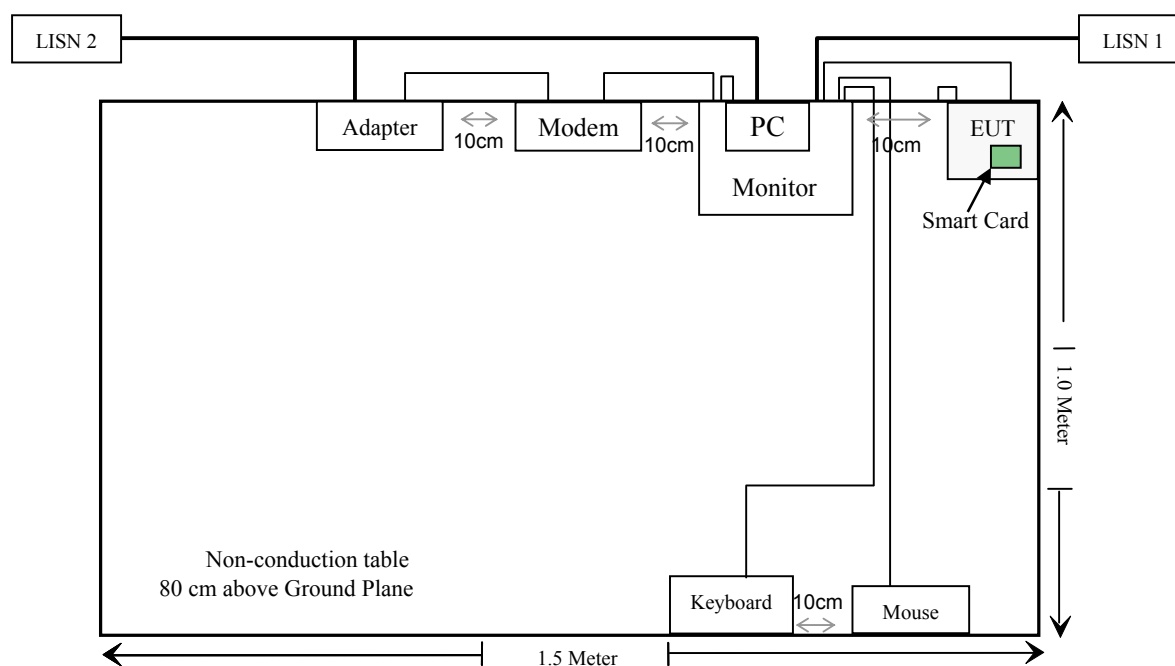 LISN 2
LISN 1
Adapter
10cm
Modem
10cm
PC
Monitor
10cm
EUT
Smart Card
1.0 Meter
Non-conduction table
80 cm above Ground Plane
Keyboard
10cm
Mouse
1.5 Meter